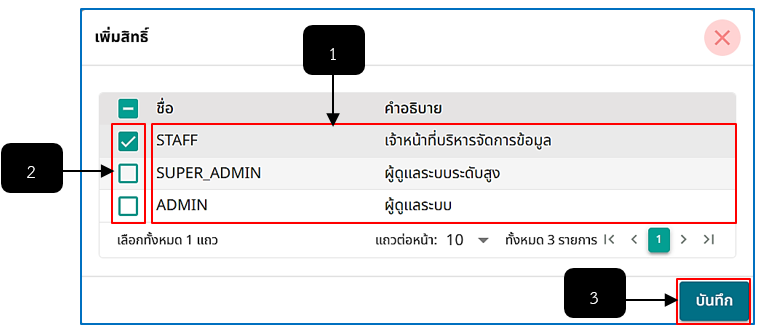 เพิ่มสิทธิ์
1
ชื่อ คำอธิบาย
STAFF เจ้าหน้าที่บริหารจัดการข้อมูล
2
SUPER_ADMIN ผู้ดูแลระบบระดับสูง
ADMIN ผู้ดูแลระบบ
เลือกทั้งหมด 1 แถว แถวต่อหน้า: 10 ทั้งหมด 3 รายการ 1
3
บันทึก